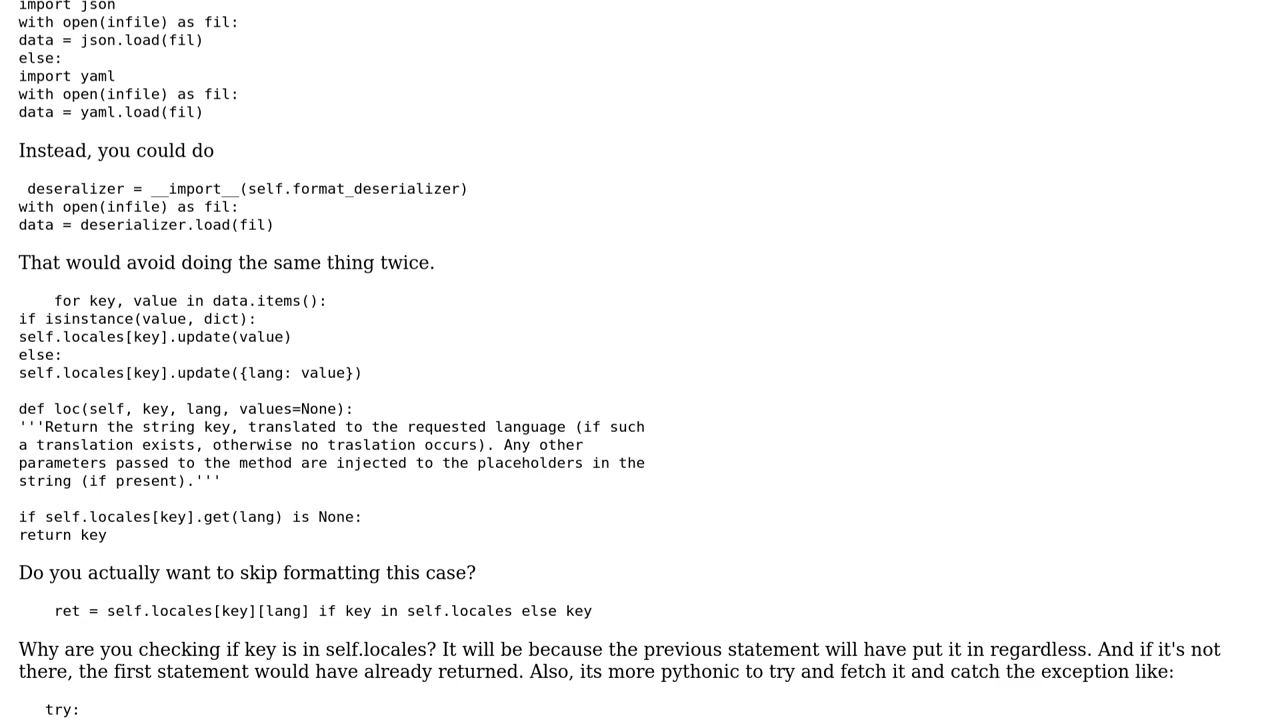 import json
with open(infile) as fil:
data = json.load(fil)
else:
import yaml
with open(infile) as fil:
data = yaml.load(fil)
Instead, you could do
deseralizer = __import__(self.format_deserializer)
with open(infile) as fil:
data = deserializer.load(fil)
That would avoid doing the same thing twice.
for key, value in data.items():
if isinstance(value, dict):
self.locales[key].update(value)
else:
self.locales[key].update({lang: value})
def loc(self, key, lang, values=None):
'''Return the string key, translated to the requested language (if such
a translation exists, otherwise no traslation occurs). Any other
parameters passed to the method are injected to the placeholders in the
string (if present).'''
if self.locales[key].get(lang) is None:
return key
Do you actually want to skip formatting this case?
ret = self.locales[key][lang] if key in self.locales else key
Why are you checking if key is in self.locales? It will be because the previous statement will have put it in regardless. And if it's not
there, the first statement would have already returned. Also, its more pythonic to try and fetch it and catch the exception like:
try: